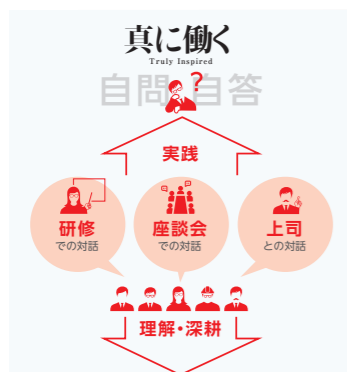 真に働く
Truly Inspired
自問 自答
?
実践
研修
での対話
座談会
での対話
上司
との対話
理解・深耕